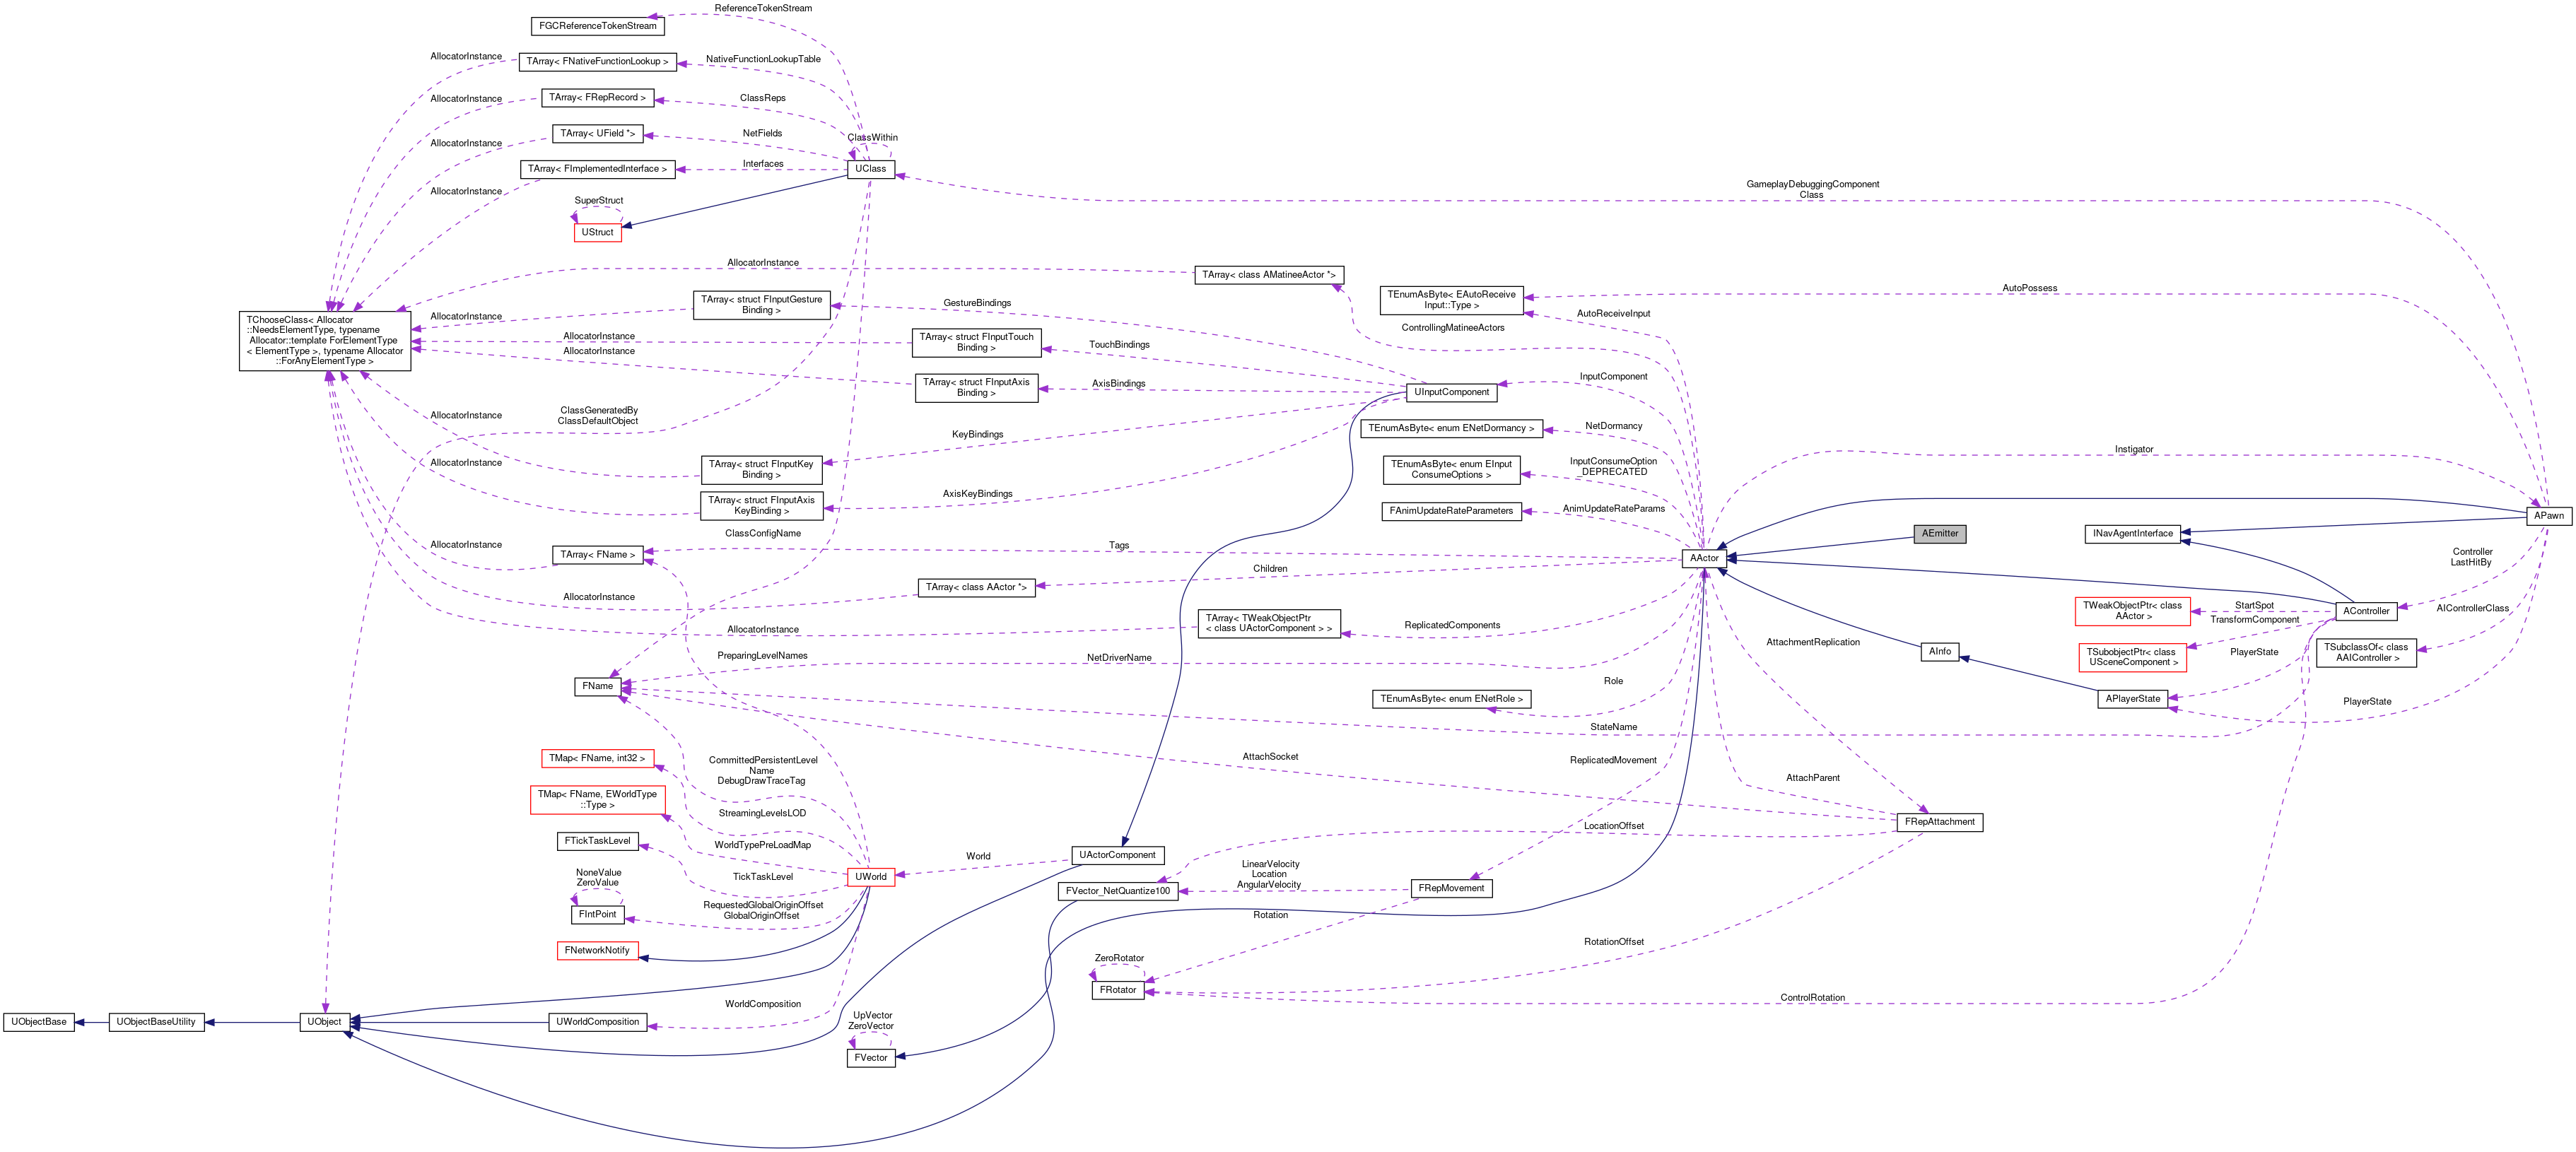 ReferenceTokenStream
FGCReferenceTokenStream
AllocatorInstance
TArray< FNativeFunctionLookup >
NativeFunctionLookupTable
AllocatorInstance
TArray< FRepRecord >
ClassReps
AllocatorInstance
TArray< UField *>
NetFields
ClassWithin
AllocatorInstance
TArray< FImplementedInterface >
Interfaces
UClass
GameplayDebuggingComponent
Class
SuperStruct
UStruct
AllocatorInstance
TArray< class AMatineeActor *>
TEnumAsByte< EAutoReceive
Input::Type >
AutoPossess
TArray< struct FInputGesture
Binding >
GestureBindings
AutoReceiveInput
ControllingMatineeActors
TChooseClass< Allocator
::NeedsElementType, typename
Allocator::template ForElementType
< ElementType >, typename Allocator
::ForAnyElementType >
AllocatorInstance
AllocatorInstance
AllocatorInstance
TArray< struct FInputTouch
Binding >
TouchBindings
TArray< struct FInputAxis
Binding >
AxisBindings
UInputComponent
InputComponent
ClassGeneratedBy
ClassDefaultObject
AllocatorInstance
KeyBindings
TEnumAsByte< enum ENetDormancy >
NetDormancy
Instigator
AllocatorInstance
TArray< struct FInputKey
Binding >
TEnumAsByte< enum EInput
ConsumeOptions >
InputConsumeOption
_DEPRECATED
TArray< struct FInputAxis
KeyBinding >
AxisKeyBindings
FAnimUpdateRateParameters
AnimUpdateRateParams
APawn
ClassConfigName
AEmitter
INavAgentInterface
AllocatorInstance
TArray< FName >
Tags
AActor
Controller
LastHitBy
Children
TArray< class AActor *>
AllocatorInstance
TWeakObjectPtr< class
AActor >
StartSpot
AController
AIControllerClass
AllocatorInstance
TArray< TWeakObjectPtr
< class UActorComponent > >
ReplicatedComponents
TransformComponent
AttachmentReplication
AInfo
TSubobjectPtr< class
USceneComponent >
PlayerState
TSubclassOf< class
AAIController >
PreparingLevelNames
NetDriverName
FName
Role
TEnumAsByte< enum ENetRole >
APlayerState
PlayerState
StateName
TMap< FName, int32 >
CommittedPersistentLevel
Name
DebugDrawTraceTag
AttachSocket
ReplicatedMovement
AttachParent
TMap< FName, EWorldType
::Type >
StreamingLevelsLOD
LocationOffset
FRepAttachment
FTickTaskLevel
WorldTypePreLoadMap
World
UActorComponent
TickTaskLevel
UWorld
NoneValue
ZeroValue
LinearVelocity
Location
AngularVelocity
FVector_NetQuantize100
FRepMovement
FIntPoint
RequestedGlobalOriginOffset
GlobalOriginOffset
Rotation
RotationOffset
FNetworkNotify
ZeroRotator
FRotator
ControlRotation
WorldComposition
UObjectBase
UObjectBaseUtility
UObject
UWorldComposition
UpVector
ZeroVector
FVector